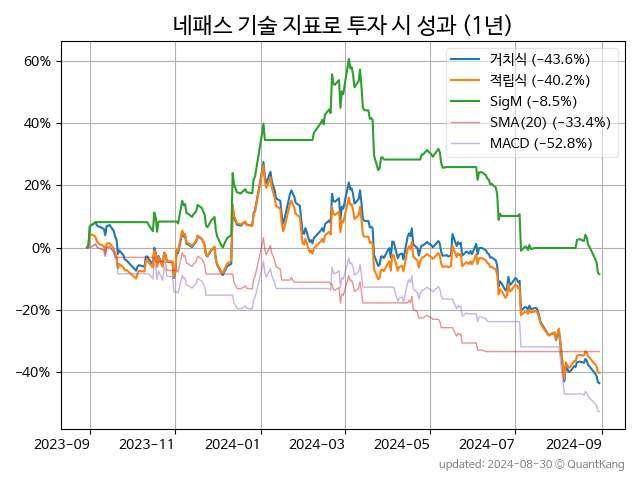 네패스 기술 지표로 투자 시 성과 (1년)
거치식 (−43.6%)
적립식 (−40.2%)
SigM (−8.5%)
SMA(20) (−33.4%)
MACD (−52.8%)
60%
40%
20%
0%
−20%
−40%
2023-09 2023-11 2024-01 2024-03 2024-05 2024-07 2024-09
updated: 2024-08-30 © QuantKang